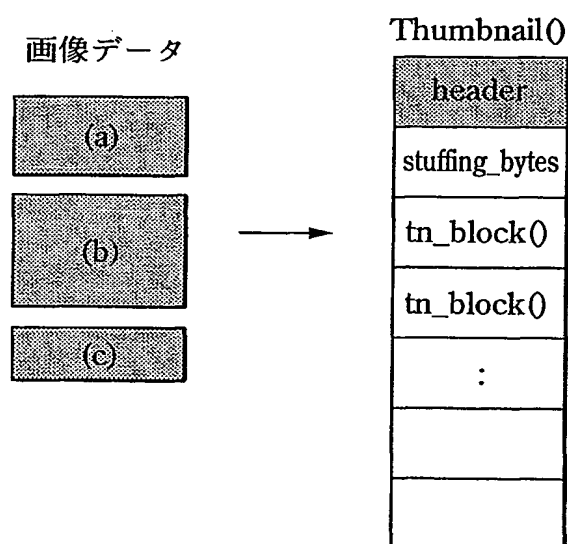 画像データ
(a)
(b)
(c)
Thumbnail()
header
stuffing_bytes
tn_block()
tn_block()
: